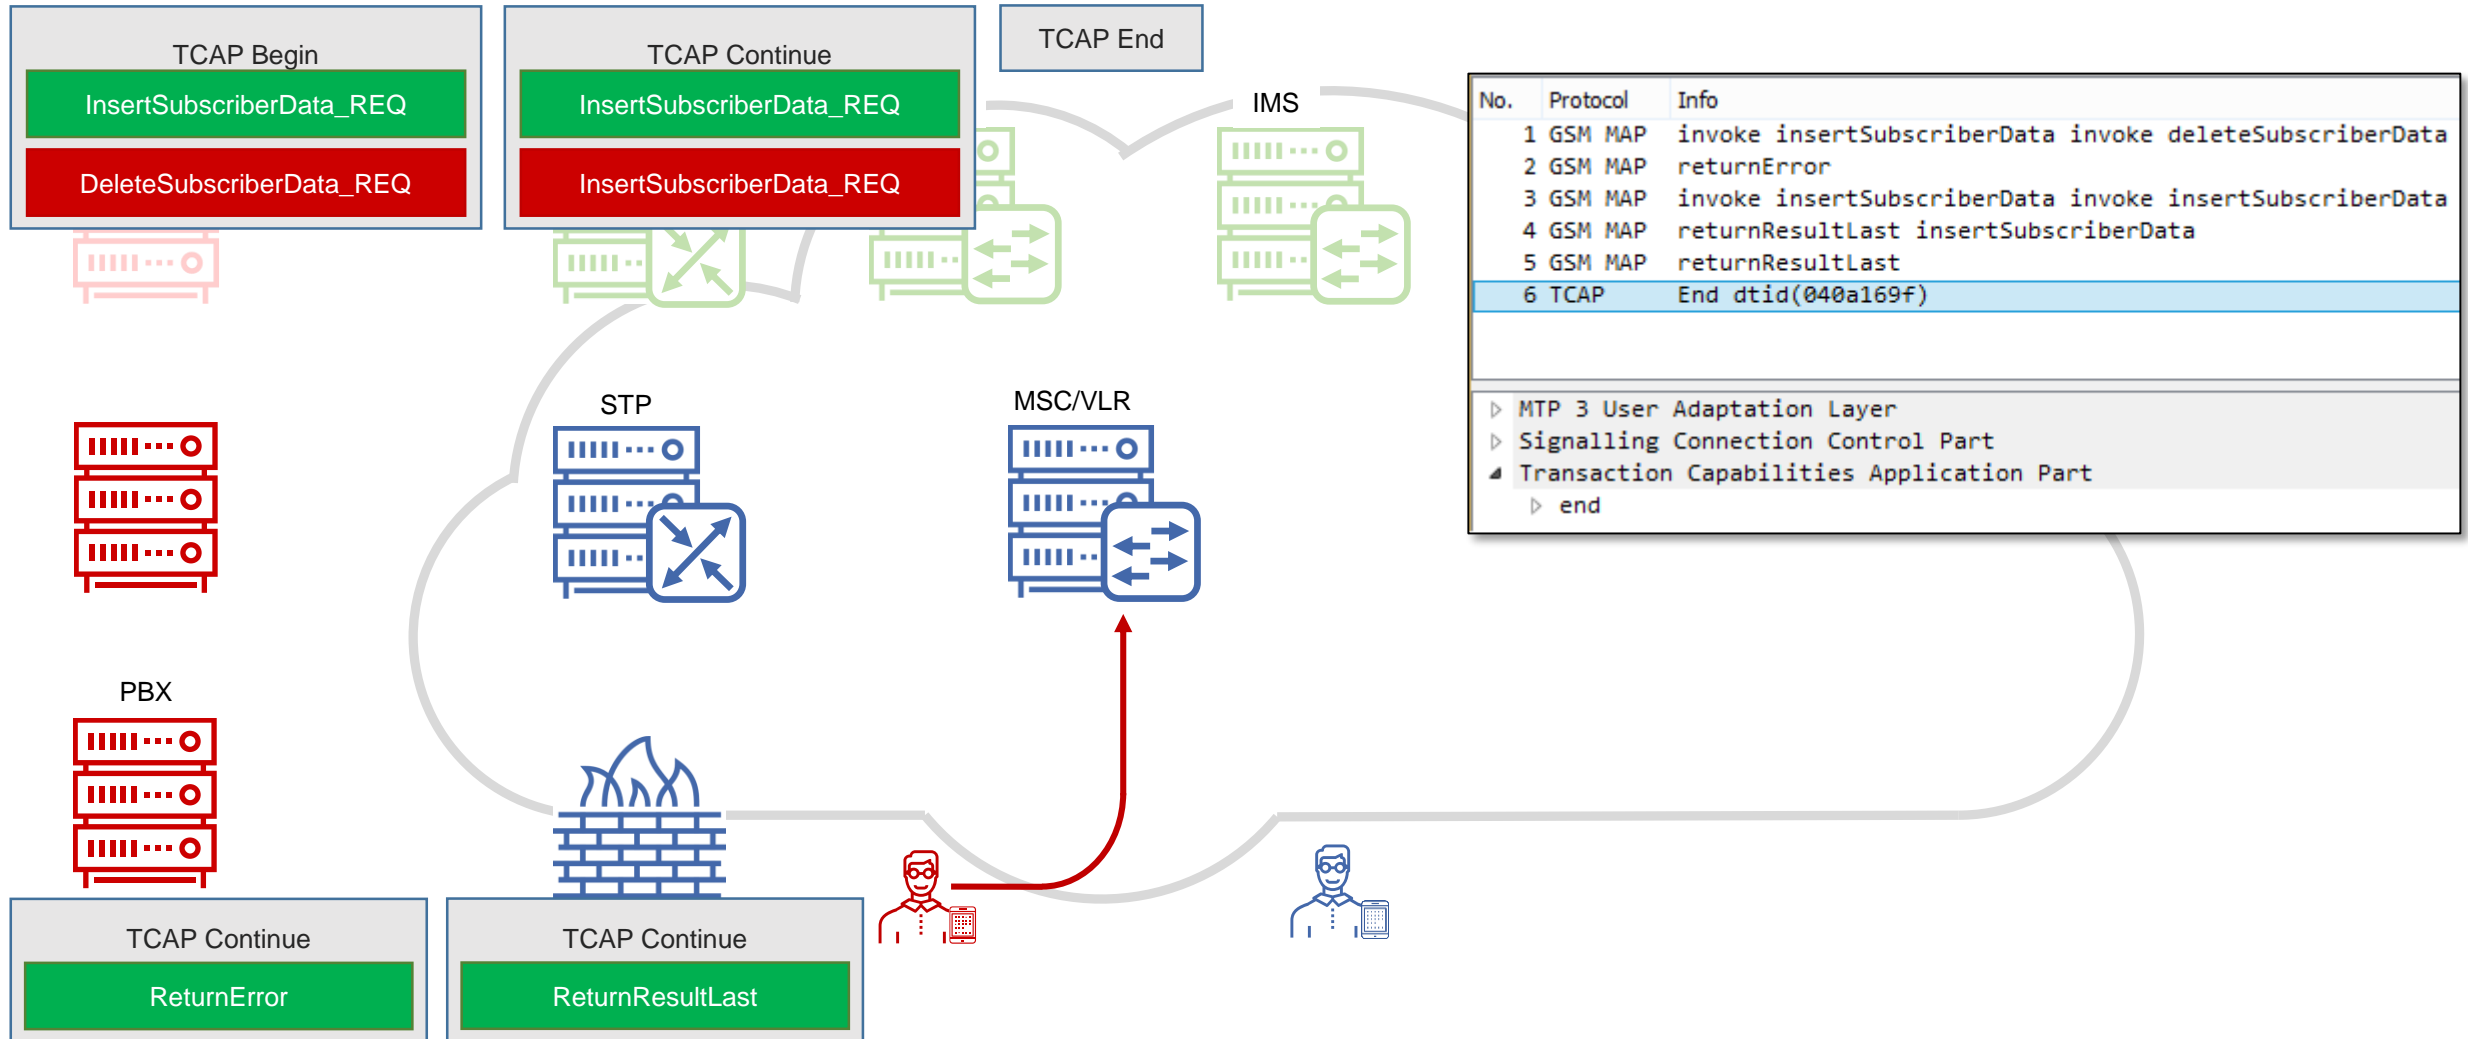 TCAP Begin
InsertSubscriberData_REQ
DeleteSubscriberData_REQ
TCAP Continue
InsertSubscriberData_REQ
InsertSubscriberData_REQ
TCAP End
IMS
No. Protocol Info
1 GSM MAP invoke insertSubscriberData invoke deleteSubscriberData
2 GSM MAP returnError
3 GSM MAP invoke insertSubscriberData invoke insertSubscriberData
4 GSM MAP returnResultLast insertSubscriberData
5 GSM MAP returnResultLast
6 TCAP End dtid(040a169f)
MTP 3 User Adaptation Layer
Signalling Connection Control Part
Transaction Capabilities Application Part
end
STP
MSC/VLR
PBX
TCAP Continue
ReturnError
TCAP Continue
ReturnResultLast